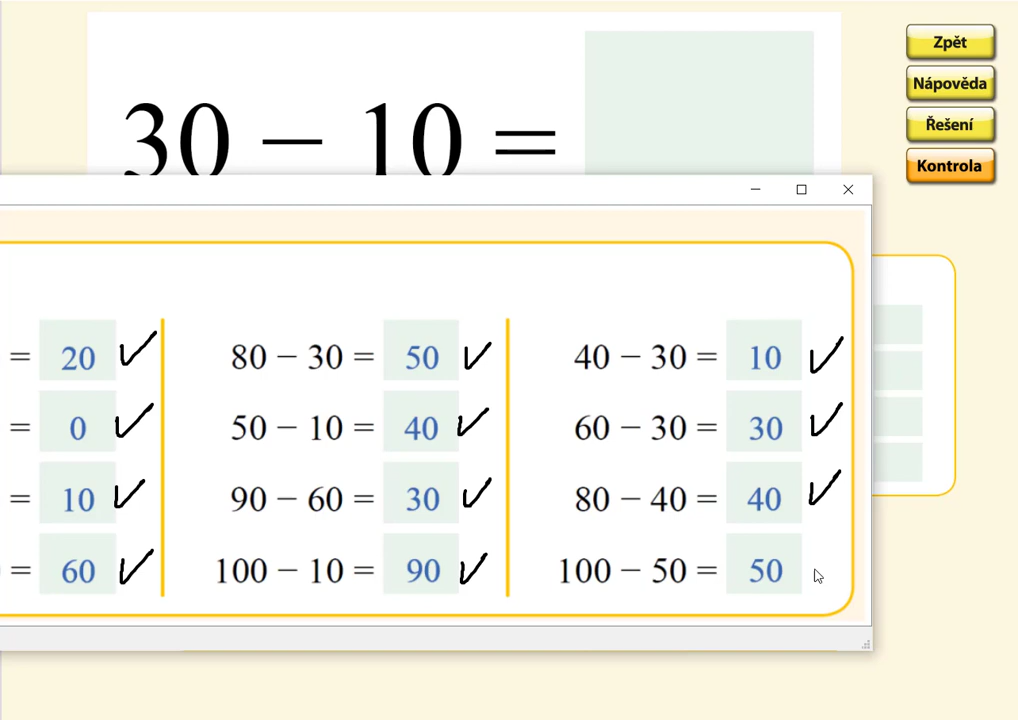 30 − 10 =
Zpět
Nápověda
Řešení
Kontrola
= 20 ✓
80 − 30 = 50 ✓
40 − 30 = 10 ✓
= 0 ✓
50 − 10 = 40 ✓
60 − 30 = 30 ✓
= 10 ✓
90 − 60 = 30 ✓
80 − 40 = 40 ✓
= 60 ✓
100 − 10 = 90 ✓
100 − 50 = 50